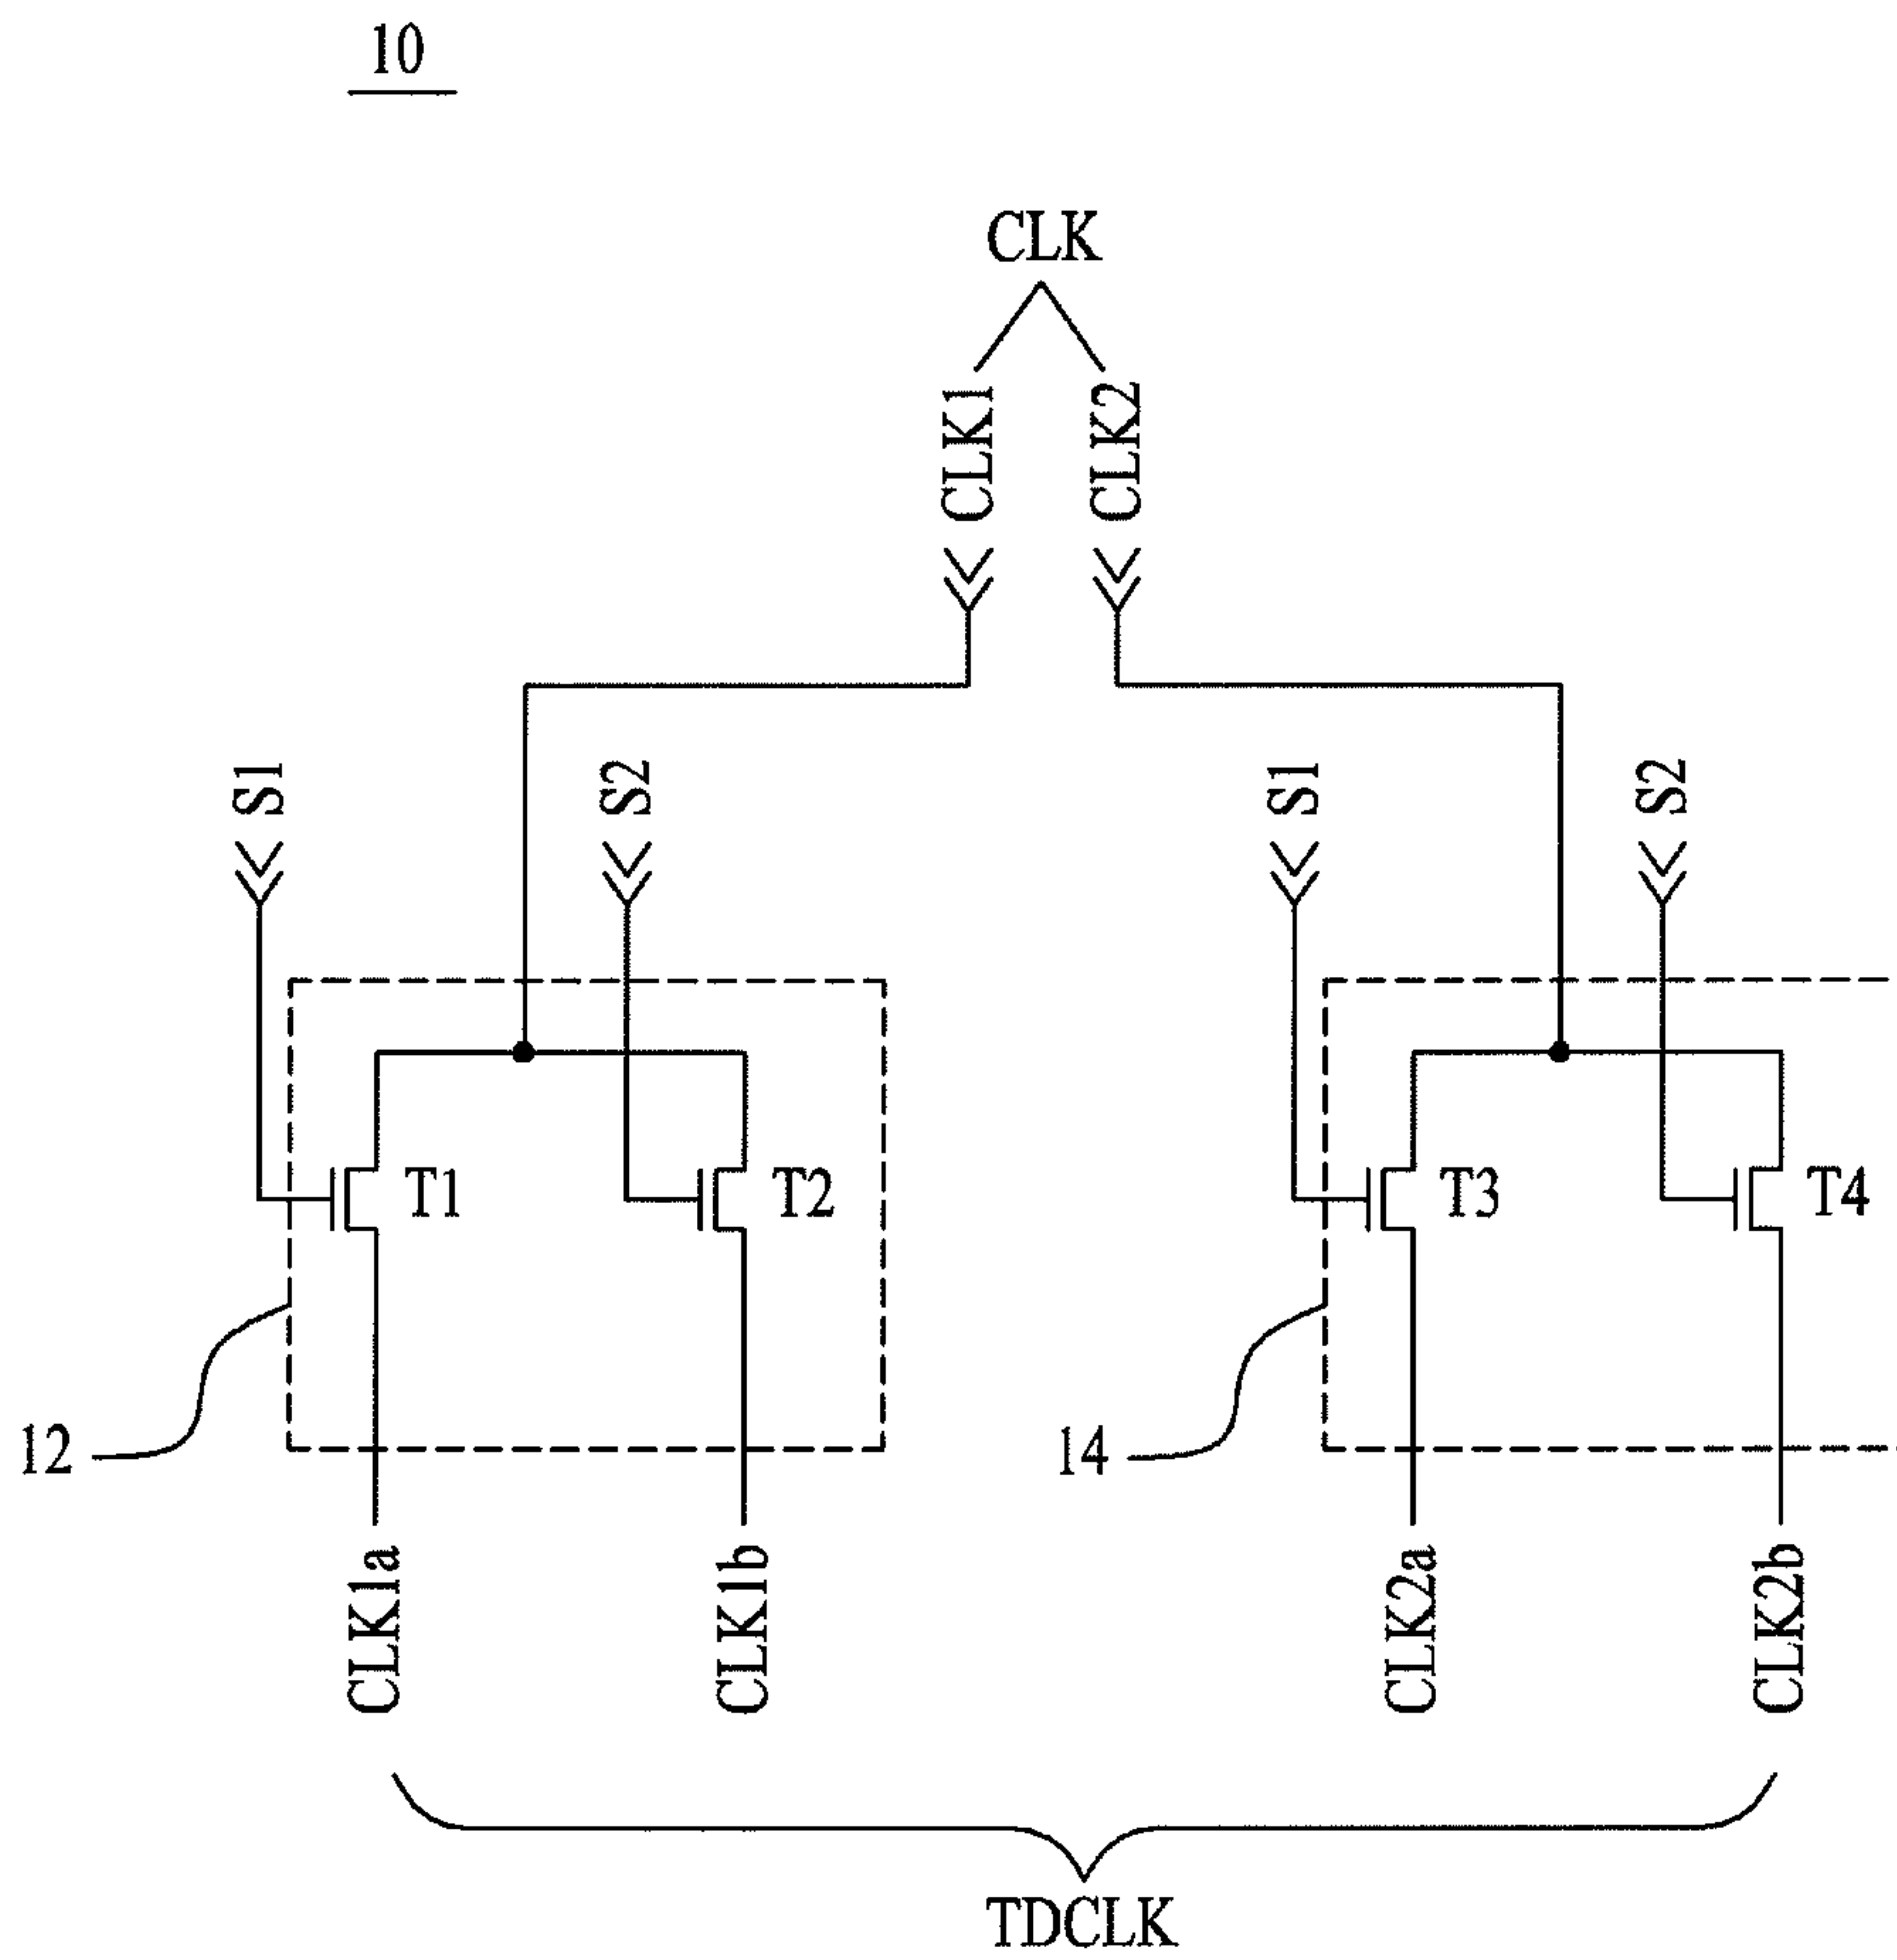 10
CLK
CLK1
CLK2
S1
S2
S1
S2
T1
T2
T3
T4
12
14
CLK1a
CLK1b
CLK2a
CLK2b
TDCLK